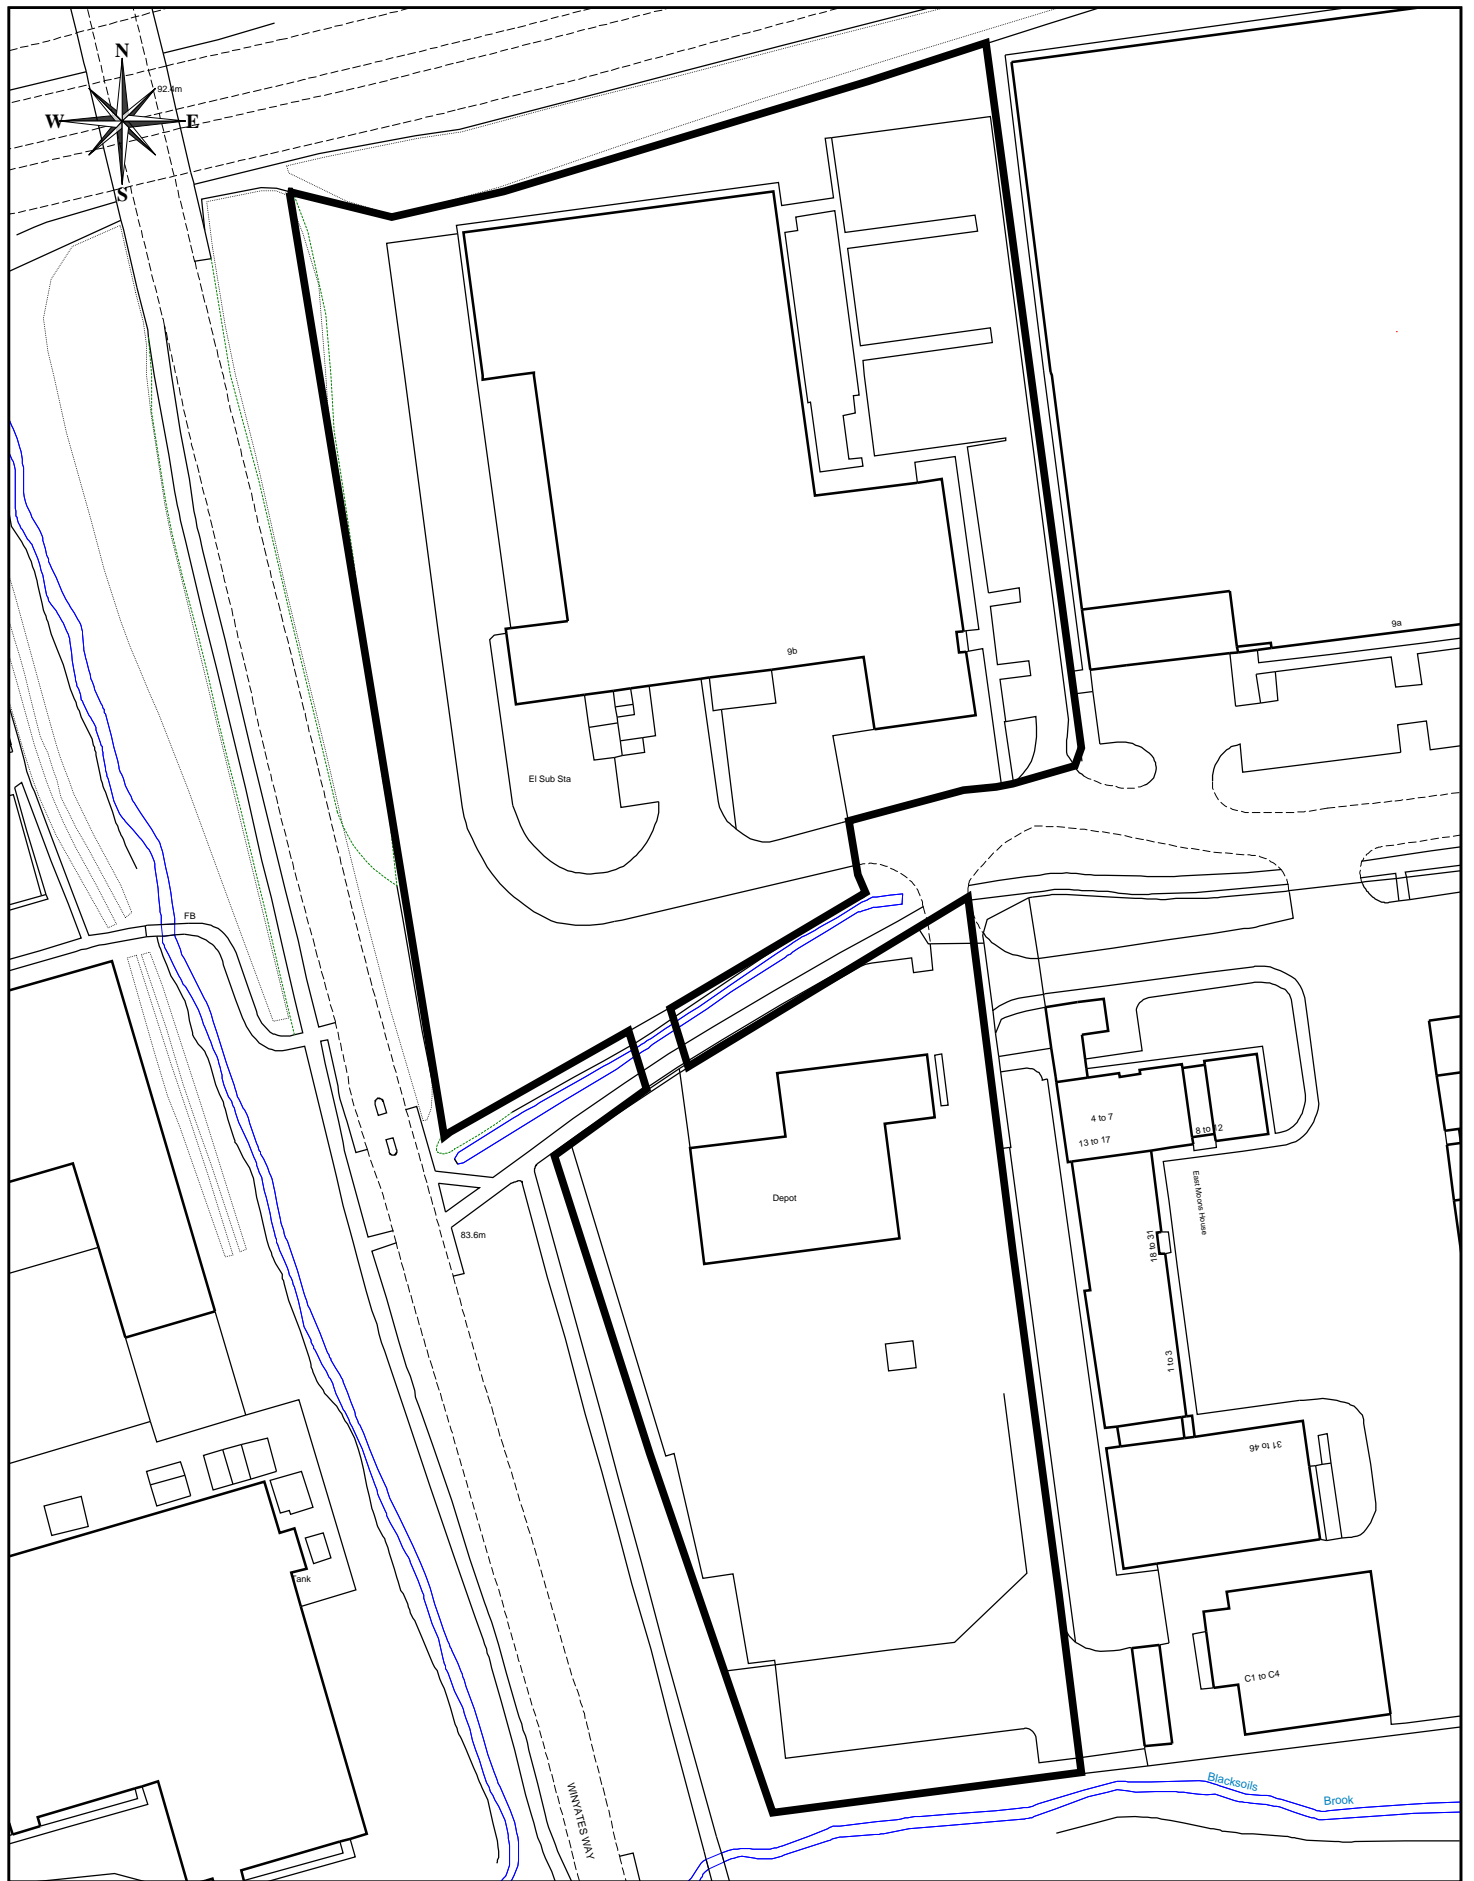 N
92.4m
W
E
S
9a
9b
El Sub Sta
FB
4 to 7
8 to 12
13 to 17
East Moons House
Depot
83.6m
18 to 31
1 to 3
31 to 46
Tank
C1 to C4
Blacksoils
Brook
WINYATES WAY